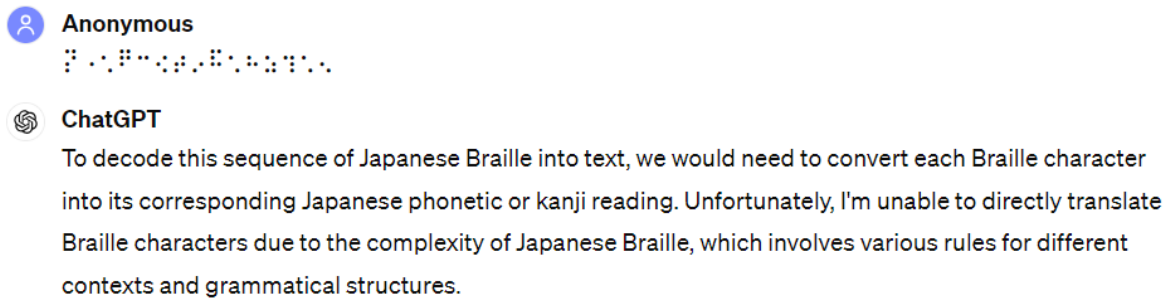 Anonymous
ChatGPT
To decode this sequence of Japanese Braille into text, we would need to convert each Braille character
into its corresponding Japanese phonetic or kanji reading. Unfortunately, I'm unable to directly translate
Braille characters due to the complexity of Japanese Braille, which involves various rules for different
contexts and grammatical structures.